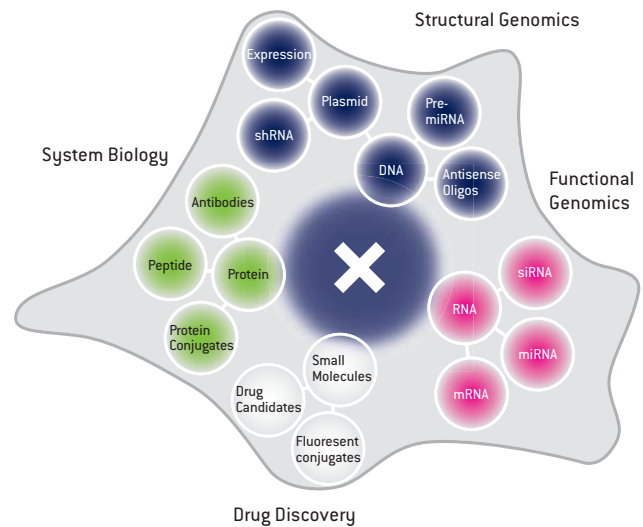 Structural Genomics
Expression
Plasmid
Pre-
miRNA
shRNA
System Biology
DNA
Antisense
Oligos
Functional
Genomics
Antibodies
Peptide
Protein
siRNA
RNA
Protein
Conjugates
miRNA
Small
Molecules
mRNA
Drug
Candidates
Fluoresent
conjugates
Drug Discovery